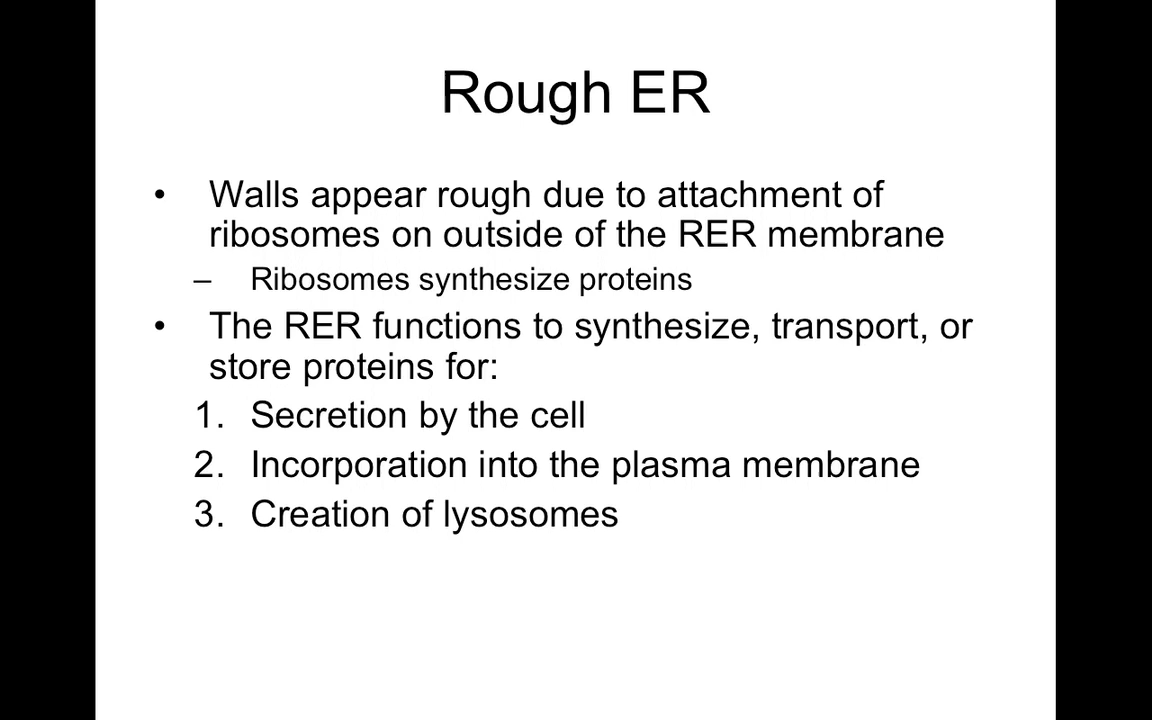 Rough ER
• Walls appear rough due to attachment of
ribosomes on outside of the RER membrane
– Ribosomes synthesize proteins
• The RER functions to synthesize, transport, or
store proteins for:
1. Secretion by the cell
2. Incorporation into the plasma membrane
3. Creation of lysosomes